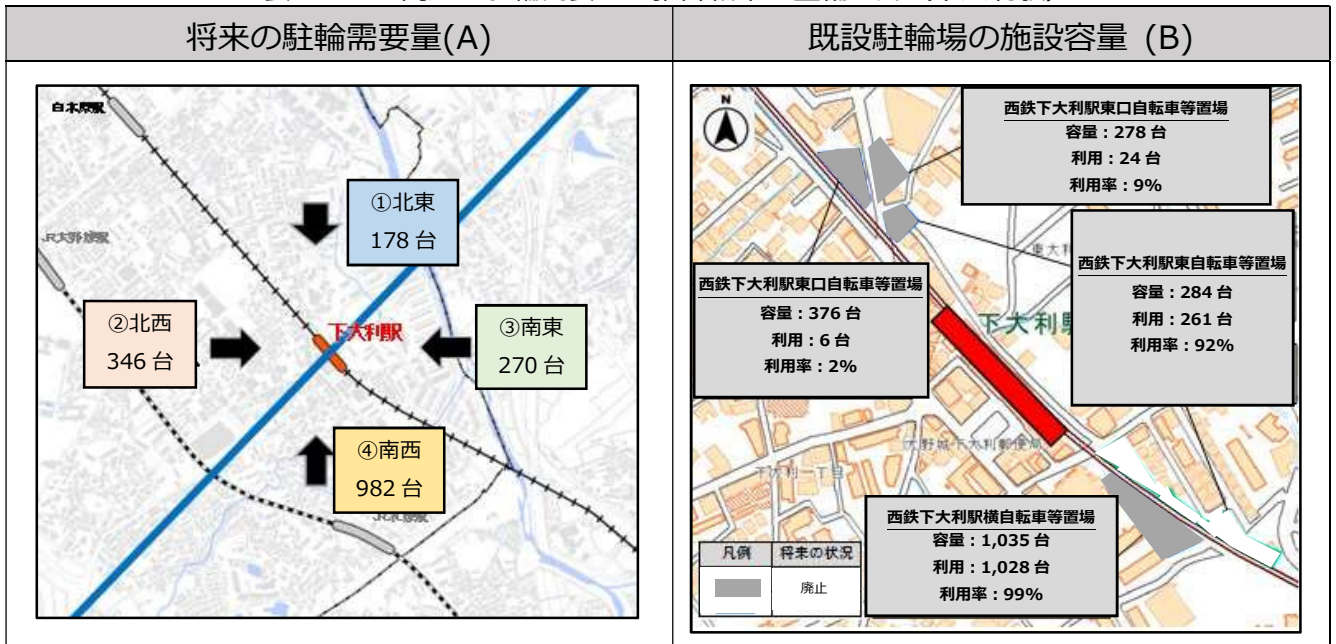 将来の駐輪需要量(A)
既設駐輪場の施設容量 (B)
白木原駅
JR大野城駅
①北東
178 台
②北西
346 台
下大利駅
③南東
270 台
④南西
982 台
N
西鉄下大利駅東口自転車等置場
容量：278 台
利用：24 台
利用率：9%
西鉄下大利駅東自転車等置場
容量：284 台
利用：261 台
利用率：92%
西鉄下大利駅東口自転車等置場
容量：376 台
利用：6 台
利用率：2%
下大利駅
大野城下大利郵便局
下大利一丁目
西鉄下大利駅横自転車等置場
容量：1,035 台
利用：1,028 台
利用率：99%
凡例
将来の状況
廃止